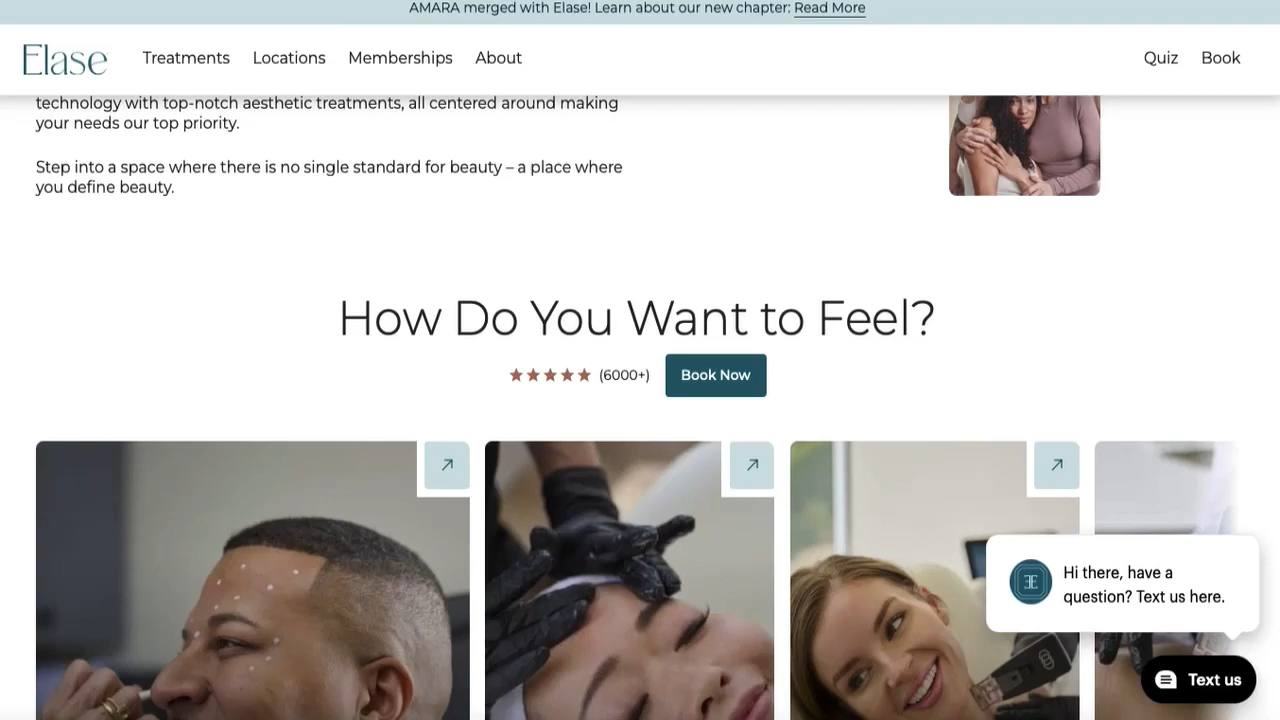 AMARA merged with Elase! Learn about our new chapter: Read More
Elase
Treatments
Locations
Memberships
About
Quiz
Book
technology with top-notch aesthetic treatments, all centered around making
your needs our top priority.
Step into a space where there is no single standard for beauty – a place where
you define beauty.
How Do You Want to Feel?
(6000+)
Book Now
Hi there, have a
question? Text us here.
Text us